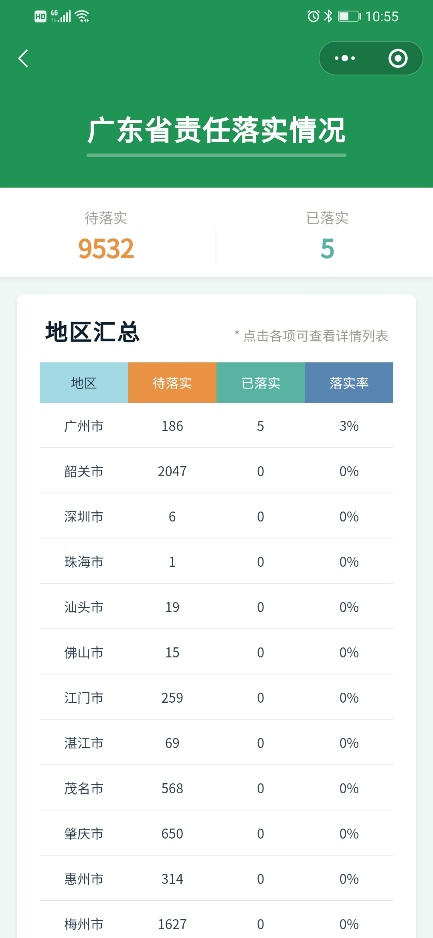 HD 4G 10:55
广东省责任落实情况
待落实 已落实
9532 5
地区汇总 * 点击各项可查看详情列表
地区 待落实 已落实 落实率
广州市 186 5 3%
韶关市 2047 0 0%
深圳市 6 0 0%
珠海市 1 0 0%
汕头市 19 0 0%
佛山市 15 0 0%
江门市 259 0 0%
湛江市 69 0 0%
茂名市 568 0 0%
肇庆市 650 0 0%
惠州市 314 0 0%
梅州市 1627 0 0%